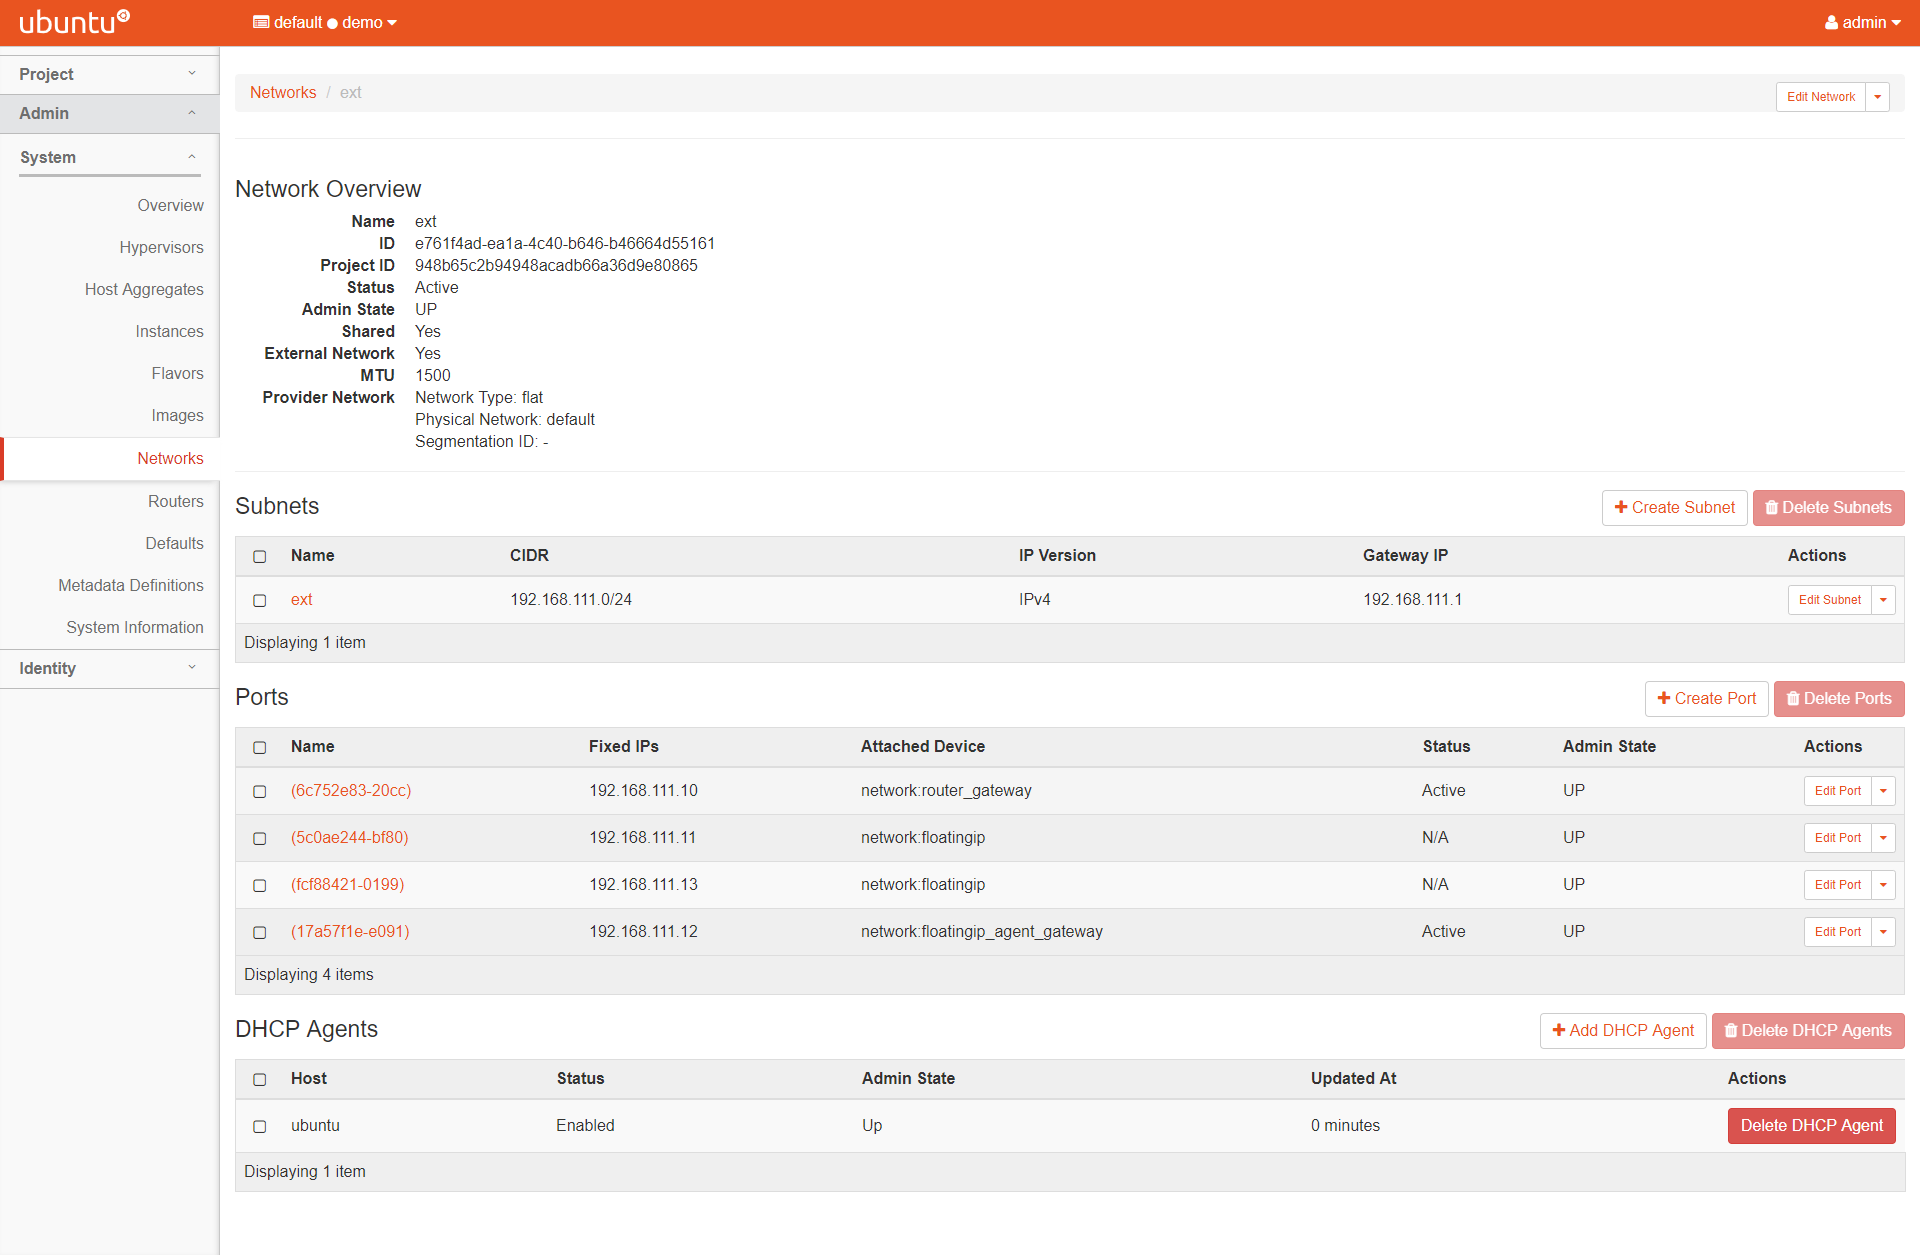 ubuntu
default ● demo
admin
Project
Admin
System
Overview
Hypervisors
Host Aggregates
Instances
Flavors
Images
Networks
Routers
Defaults
Metadata Definitions
System Information
Identity
Networks / ext
Edit Network
Network Overview
Name ext
ID e761f4ad-ea1a-4c40-b646-b46664d55161
Project ID 948b65c2b94948acadb66a36d9e80865
Status Active
Admin State UP
Shared Yes
External Network Yes
MTU 1500
Provider Network Network Type: flat
Physical Network: default
Segmentation ID: -
Subnets
Create Subnet Delete Subnets
Name CIDR IP Version Gateway IP Actions
ext 192.168.111.0/24 IPv4 192.168.111.1 Edit Subnet
Displaying 1 item
Ports
Create Port Delete Ports
Name Fixed IPs Attached Device Status Admin State Actions
(6c752e83-20cc) 192.168.111.10 network:router_gateway Active UP Edit Port
(5c0ae244-bf80) 192.168.111.11 network:floatingip N/A UP Edit Port
(fcf88421-0199) 192.168.111.13 network:floatingip N/A UP Edit Port
(17a57f1e-e091) 192.168.111.12 network:floatingip_agent_gateway Active UP Edit Port
Displaying 4 items
DHCP Agents
Add DHCP Agent Delete DHCP Agents
Host Status Admin State Updated At Actions
ubuntu Enabled Up 0 minutes Delete DHCP Agent
Displaying 1 item